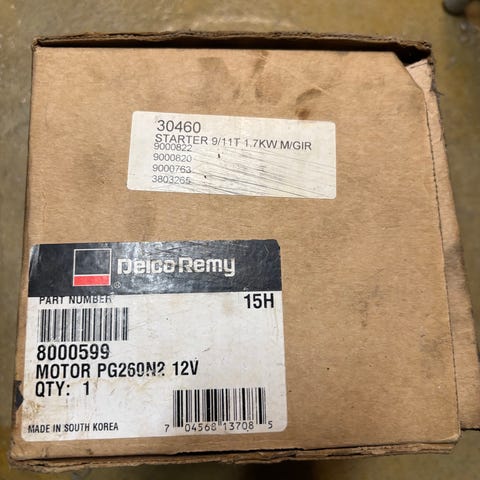 30460
STARTER 9/11T 1.7KW M/GIR
9000822
9000820
9000763
3803265
Delco Remy
®
PART NUMBER 15H
8000599
MOTOR PG260N2 12V
QTY: 1
MADE IN SOUTH KOREA
7 04568 13708 5